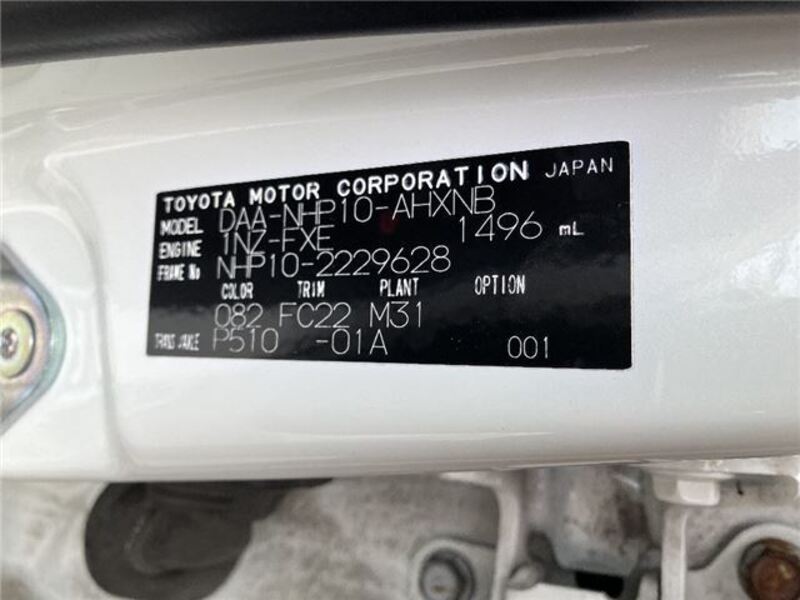 TOYOTA MOTOR CORPORATION JAPAN
MODEL DAA-NHP10-AHXNB
ENGINE 1NZ-FXE 1496 mL
FRAME No NHP10-2229628
COLOR TRIM PLANT OPTION
082 FC22 M31
TRANS/AXLE P510 -01A 001